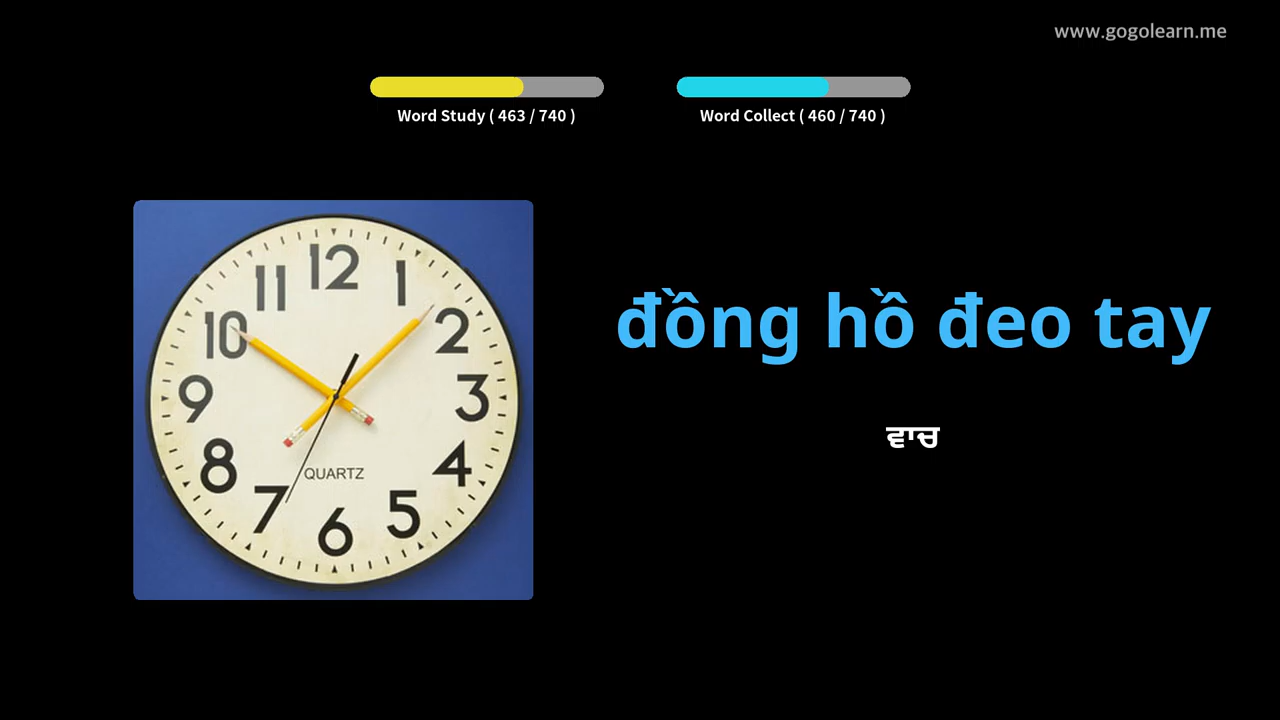 www.gogolearn.me
Word Study ( 463 / 740 )
Word Collect ( 460 / 740 )
12
11
1
10
2
9
3
8
4
7
5
6
QUARTZ
đồng hồ đeo tay
ਵਾਚ